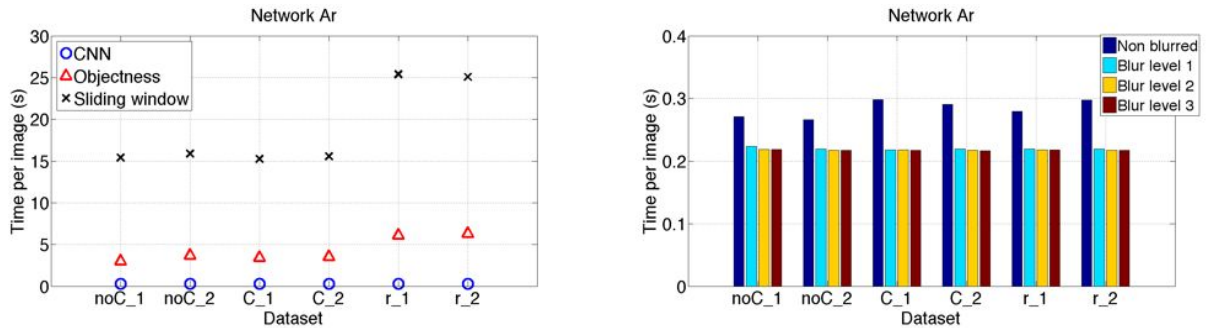 Network Ar
30
25
20
15
10
5
0
Time per image (s)
CNN
Objectness
Sliding window
noC_1 noC_2 C_1 C_2 r_1 r_2
Dataset
Network Ar
0.4
0.3
0.2
0.1
0
Time per image (s)
Non blurred
Blur level 1
Blur level 2
Blur level 3
noC_1 noC_2 C_1 C_2 r_1 r_2
Dataset